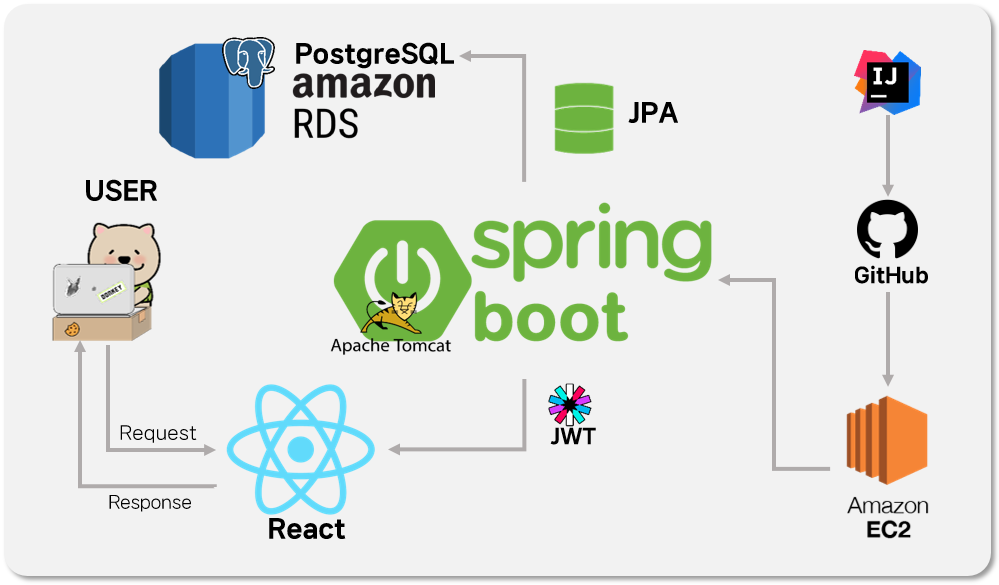 PostgreSQL
amazon
RDS
JPA
IJ
USER
spring
boot
DONKEY
Apache Tomcat
GitHub
JWT
Request
Response
React
Amazon
EC2